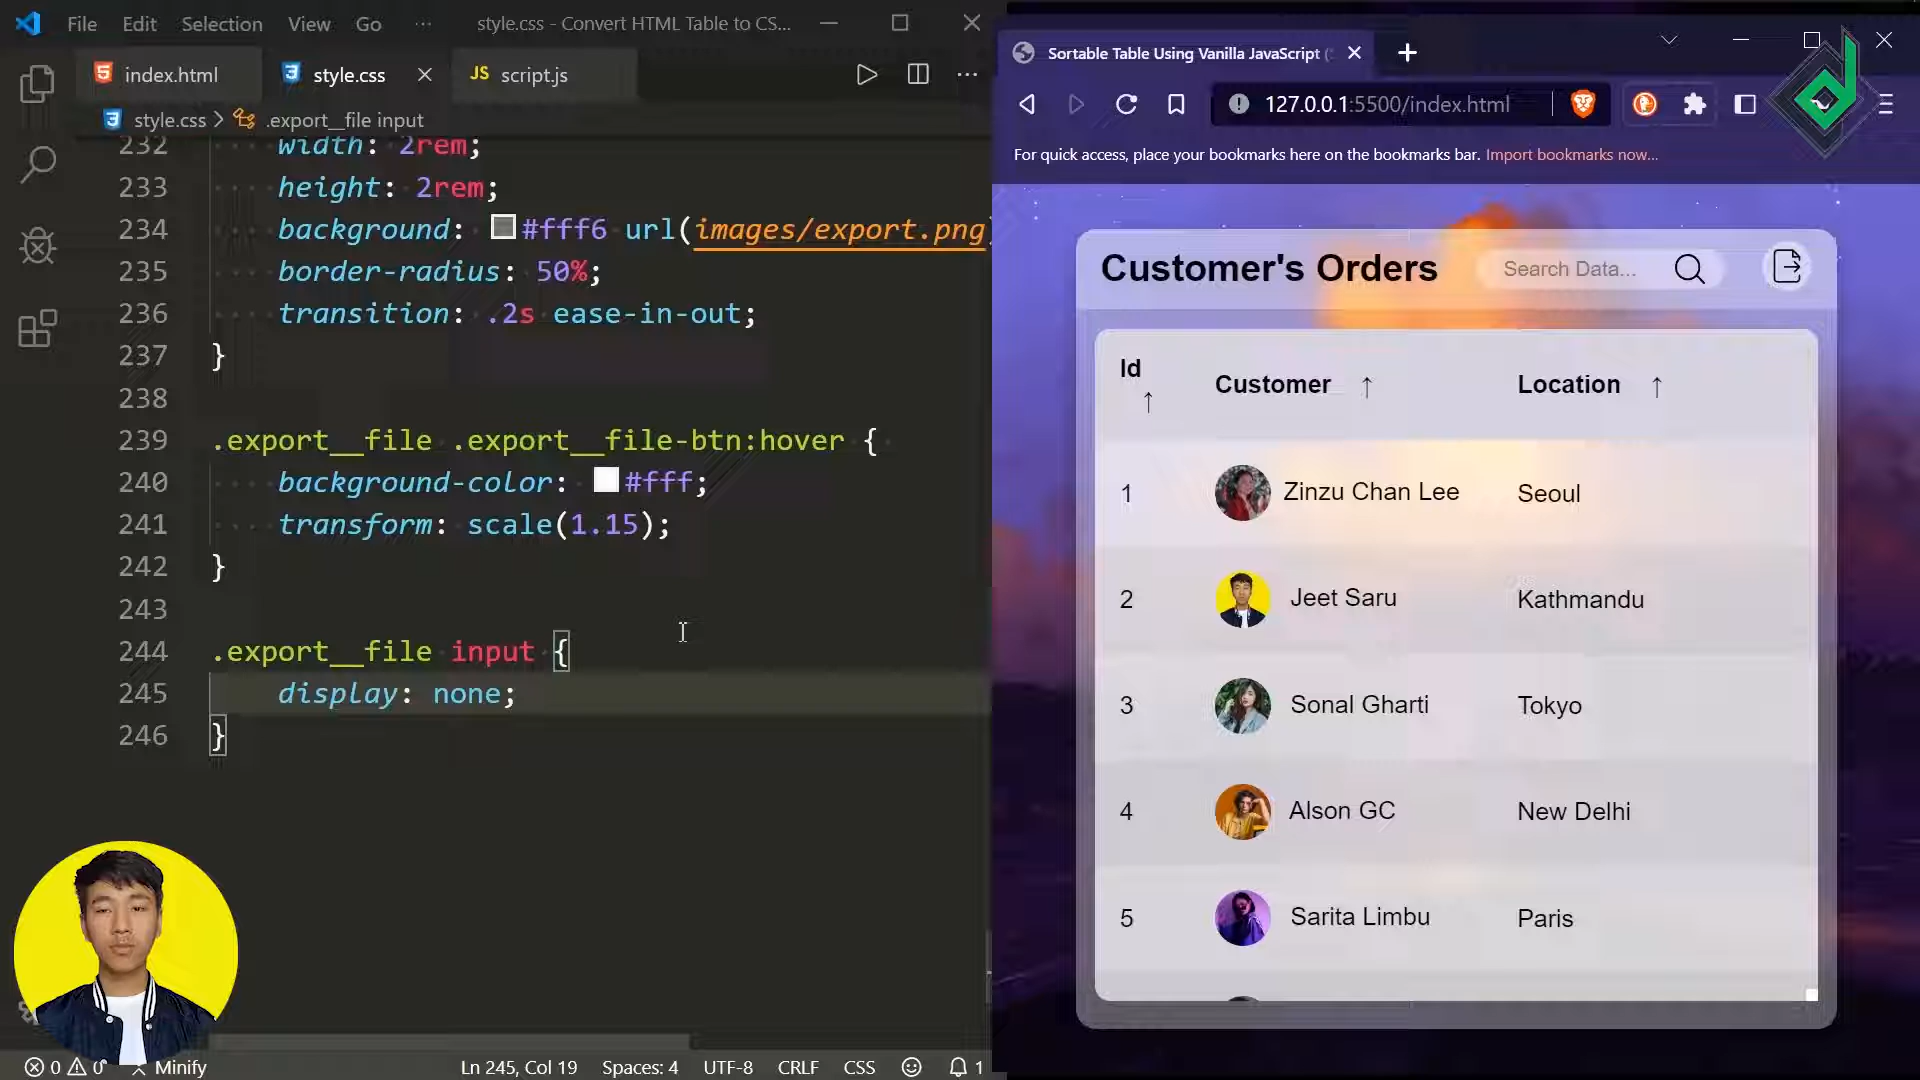 File Edit Selection View Go ··· style.css - Convert HTML Table to CS...
index.html style.css JS script.js
style.css > .export__file input
232 width: 2rem;
233 height: 2rem;
234 background: #fff6 url(images/export.png)
235 border-radius: 50%;
236 transition: .2s ease-in-out;
237 }
238
239 .export__file .export__file-btn:hover {
240 background-color: #fff;
241 transform: scale(1.15);
242 }
243
244 .export__file input {
245 display: none;
246 }
0 0 Minify Ln 245, Col 19 Spaces: 4 UTF-8 CRLF CSS 1
Sortable Table Using Vanilla JavaScript (
127.0.0.1:5500/index.html
For quick access, place your bookmarks here on the bookmarks bar. Import bookmarks now...
Customer's Orders Search Data...
Id ↑ Customer ↑ Location ↑
1 Zinzu Chan Lee Seoul
2 Jeet Saru Kathmandu
3 Sonal Gharti Tokyo
4 Alson GC New Delhi
5 Sarita Limbu Paris